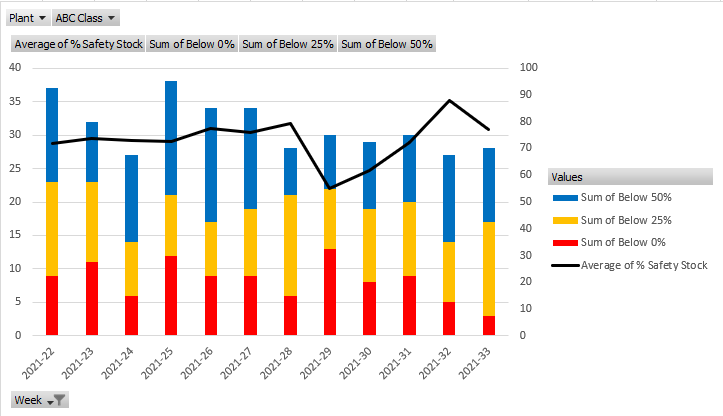 Plant ABC Class
Average of % Safety Stock Sum of Below 0% Sum of Below 25% Sum of Below 50%
40 100
35 90
30 80
25 70
20 60
15 50
10 40
5 30
0 20
10
0
2021-22 2021-23 2021-24 2021-25 2021-26 2021-27 2021-28 2021-29 2021-30 2021-31 2021-32 2021-33
Values
Sum of Below 50%
Sum of Below 25%
Sum of Below 0%
Average of % Safety Stock
Week